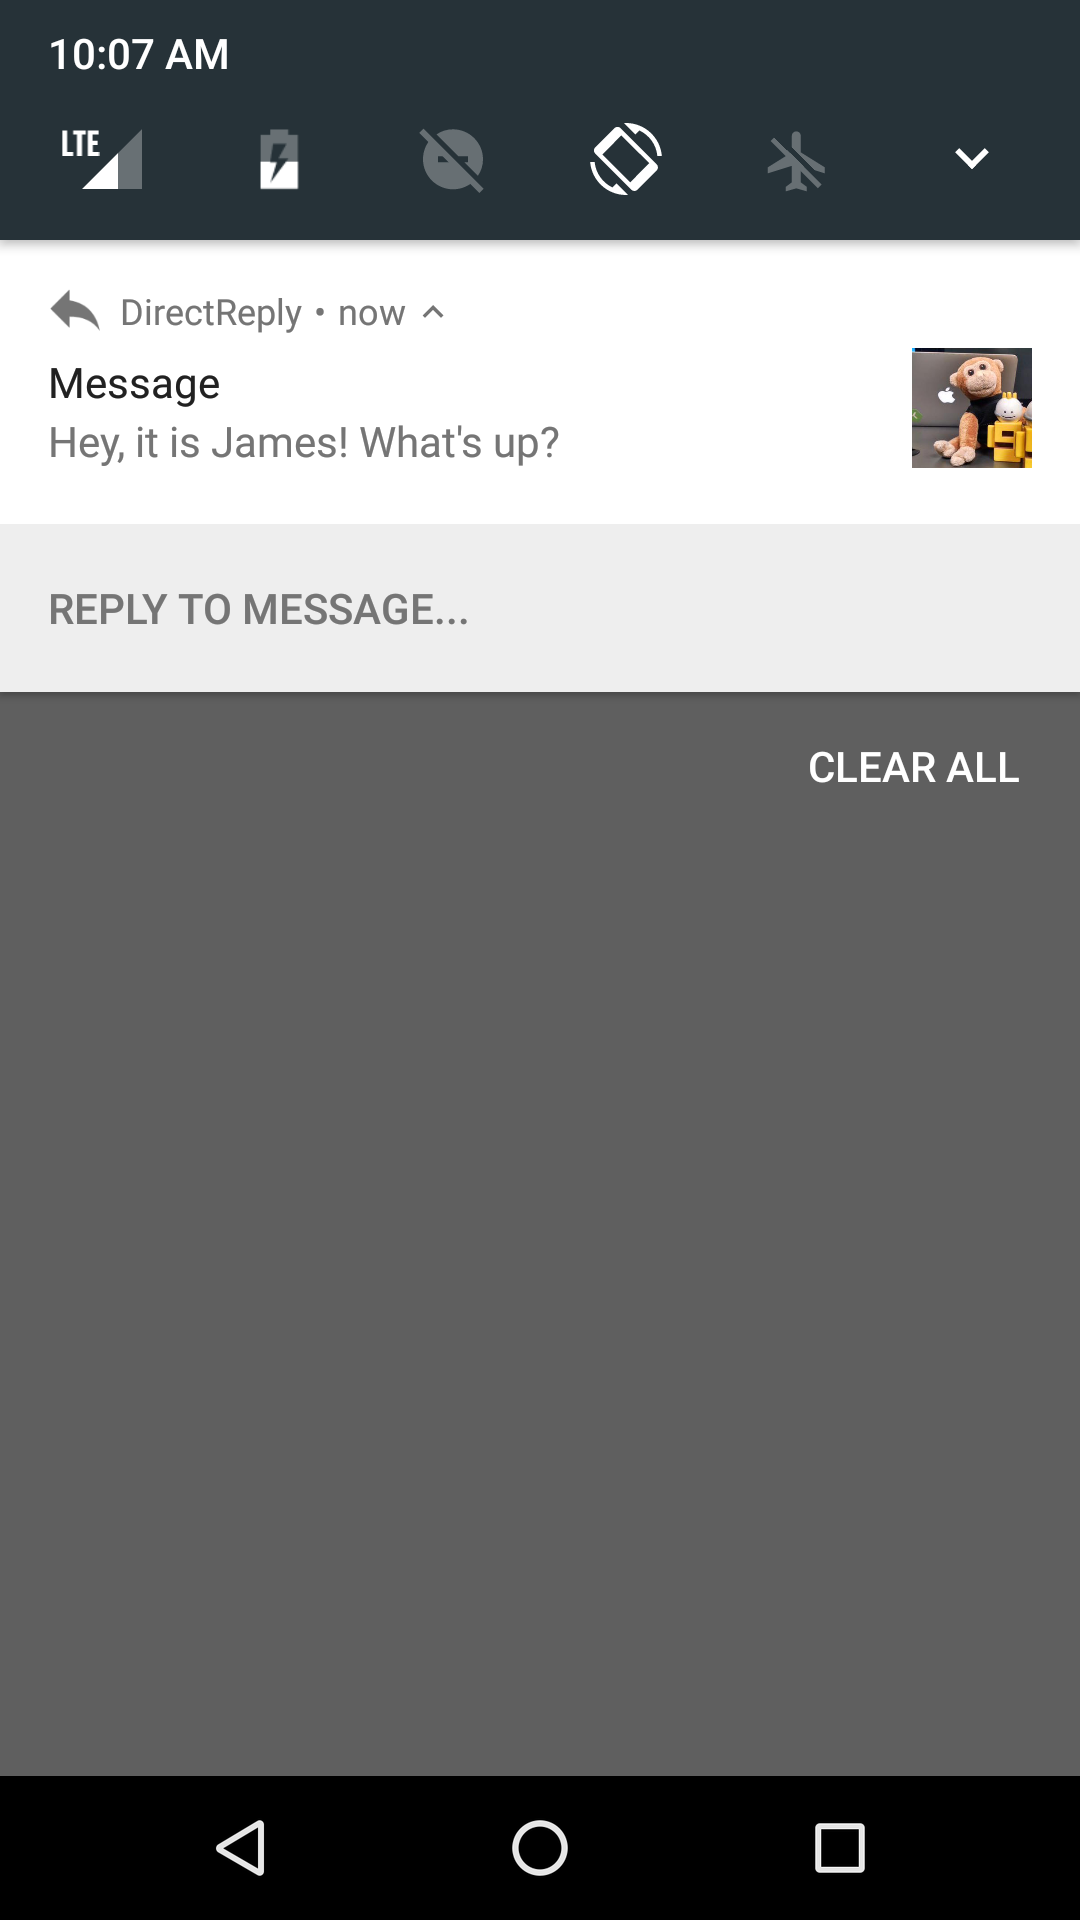 10:07 AM
LTE
DirectReply • now
Message
Hey, it is James! What's up?
REPLY TO MESSAGE...
CLEAR ALL